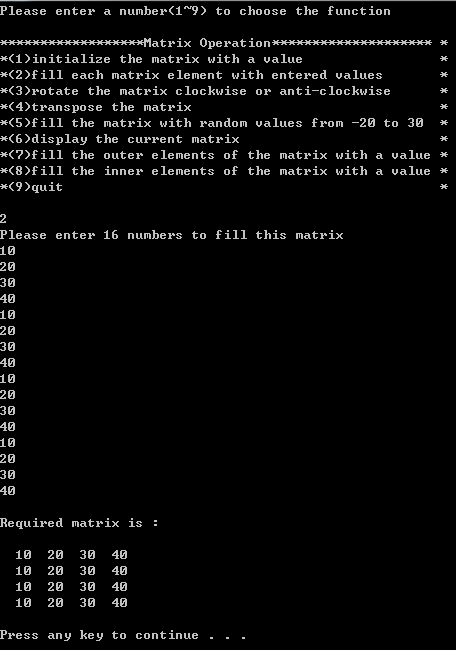 Please enter a number(1~9) to choose the function
*****************Matrix Operation******************** *
*(1)initialize the matrix with a value *
*(2)fill each matrix element with entered values *
*(3)rotate the matrix clockwise or anti-clockwise *
*(4)transpose the matrix *
*(5)fill the matrix with random values from -20 to 30 *
*(6)display the current matrix *
*(7)fill the outer elements of the matrix with a value *
*(8)fill the inner elements of the matrix with a value *
*(9)quit *
2
Please enter 16 numbers to fill this matrix
10
20
30
40
10
20
30
40
10
20
30
40
10
20
30
40
Required matrix is :
10 20 30 40
10 20 30 40
10 20 30 40
10 20 30 40
Press any key to continue . . .